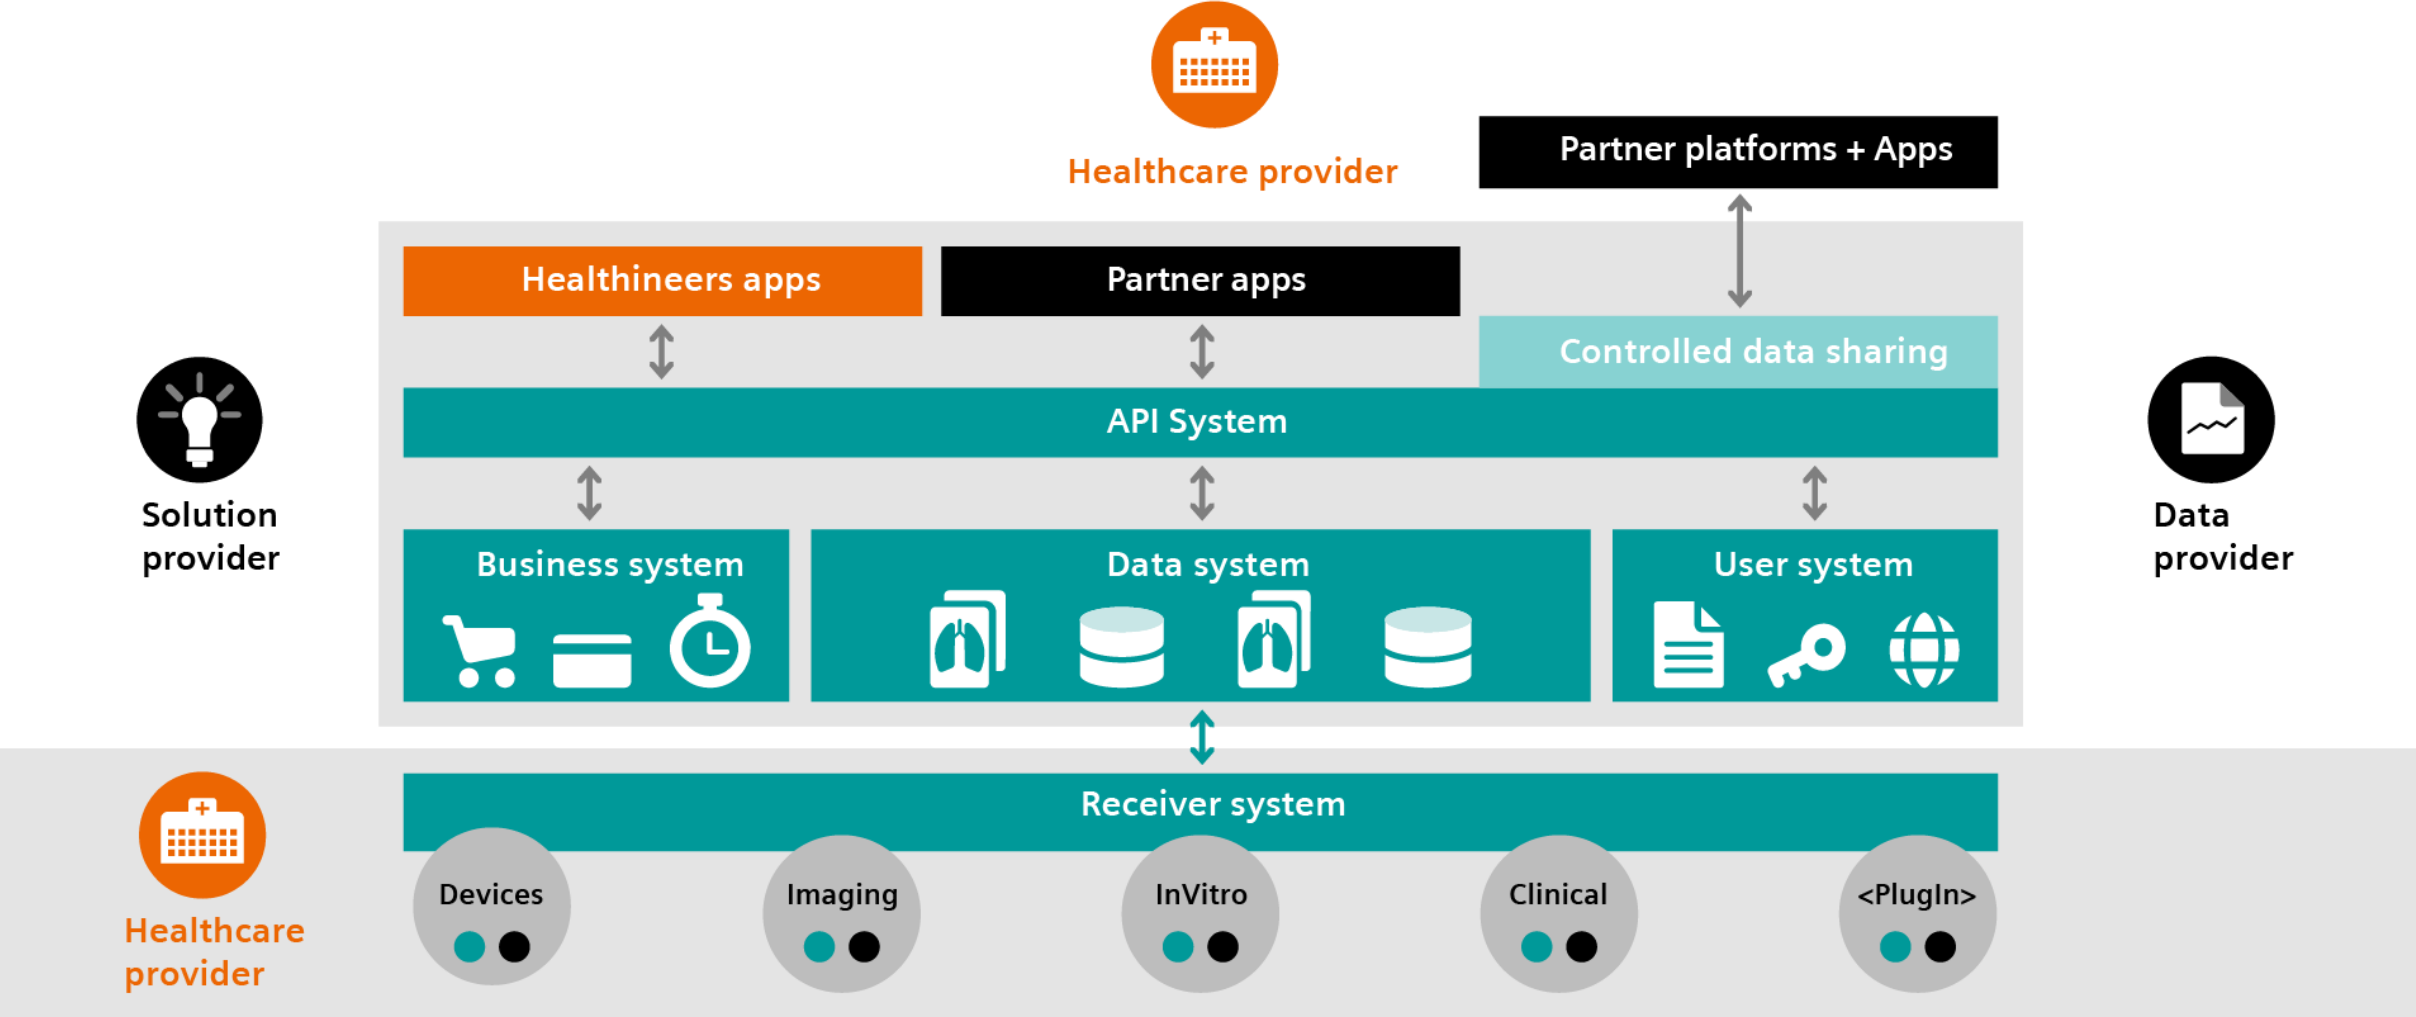 Healthcare provider
Partner platforms + Apps
Healthineers apps
Partner apps
Controlled data sharing
API System
Solution
provider
Data
provider
Business system
Data system
User system
Receiver system
Healthcare
provider
Devices
Imaging
InVitro
Clinical
<PlugIn>